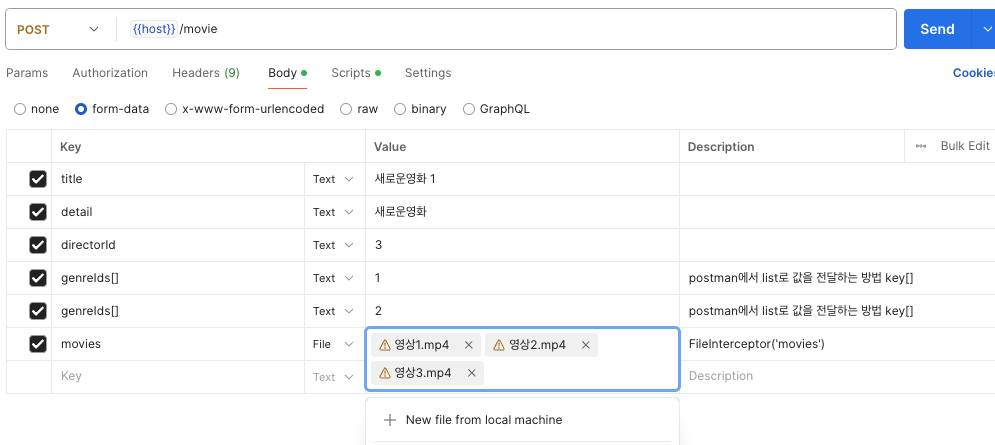 POST {{host}} /movie Send
Params Authorization Headers (9) Body Scripts Settings Cookies
none form-data x-www-form-urlencoded raw binary GraphQL
Key Value Description Bulk Edit
title Text 새로운영화 1
detail Text 새로운영화
directorId Text 3
genreIds[] Text 1 postman에서 list로 값을 전달하는 방법 key[]
genreIds[] Text 2 postman에서 list로 값을 전달하는 방법 key[]
movies File 영상1.mp4 영상2.mp4 FileInterceptor('movies')
영상3.mp4
Key Text Description
New file from local machine